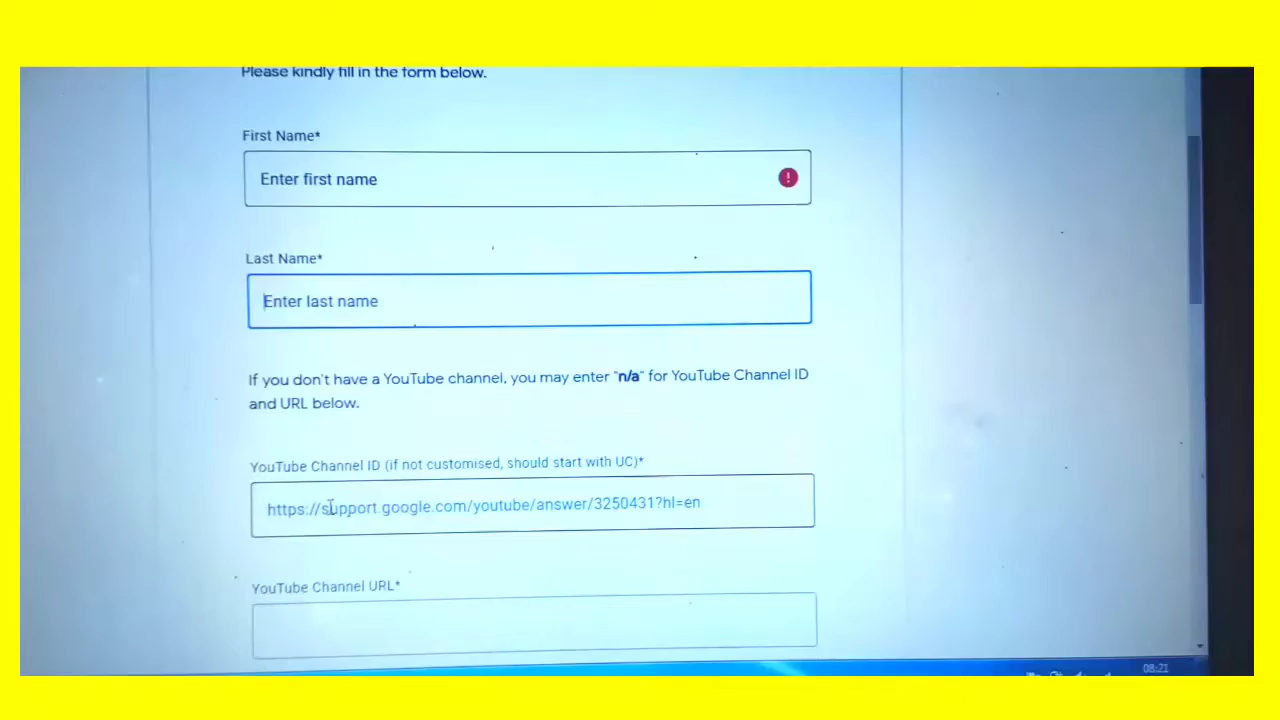 Please kindly fill in the form below.
First Name*
Enter first name
!
Last Name*
Enter last name
If you don't have a YouTube channel, you may enter "n/a" for YouTube Channel ID
and URL below.
YouTube Channel ID (if not customised, should start with UC)*
https://support.google.com/youtube/answer/3250431?hl=en
YouTube Channel URL*
08:21